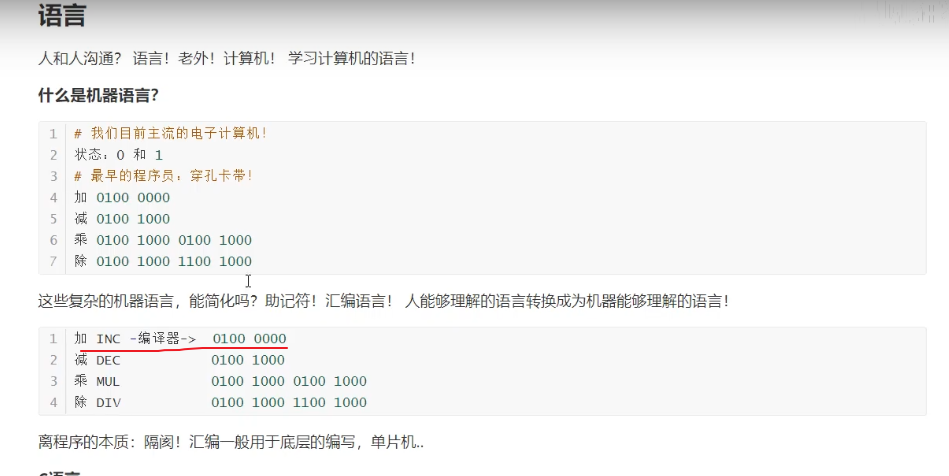 语言
人和人沟通? 语言! 老外! 计算机! 学习计算机的语言!
什么是机器语言?
1 # 我们目前主流的电子计算机!
2 状态: 0 和 1
3 # 最早的程序员: 穿孔卡带!
4 加 0100 0000
5 减 0100 1000
6 乘 0100 1000 0100 1000
7 除 0100 1000 1100 1000
这些复杂的机器语言, 能简化吗? 助记符! 汇编语言! 人能够理解的语言转换成为机器能够理解的语言!
1 加 INC -编译器-> 0100 0000
2 减 DEC 0100 1000
3 乘 MUL 0100 1000 0100 1000
4 除 DIV 0100 1000 1100 1000
离程序的本质: 隔阂! 汇编一般用于底层的编写, 单片机..